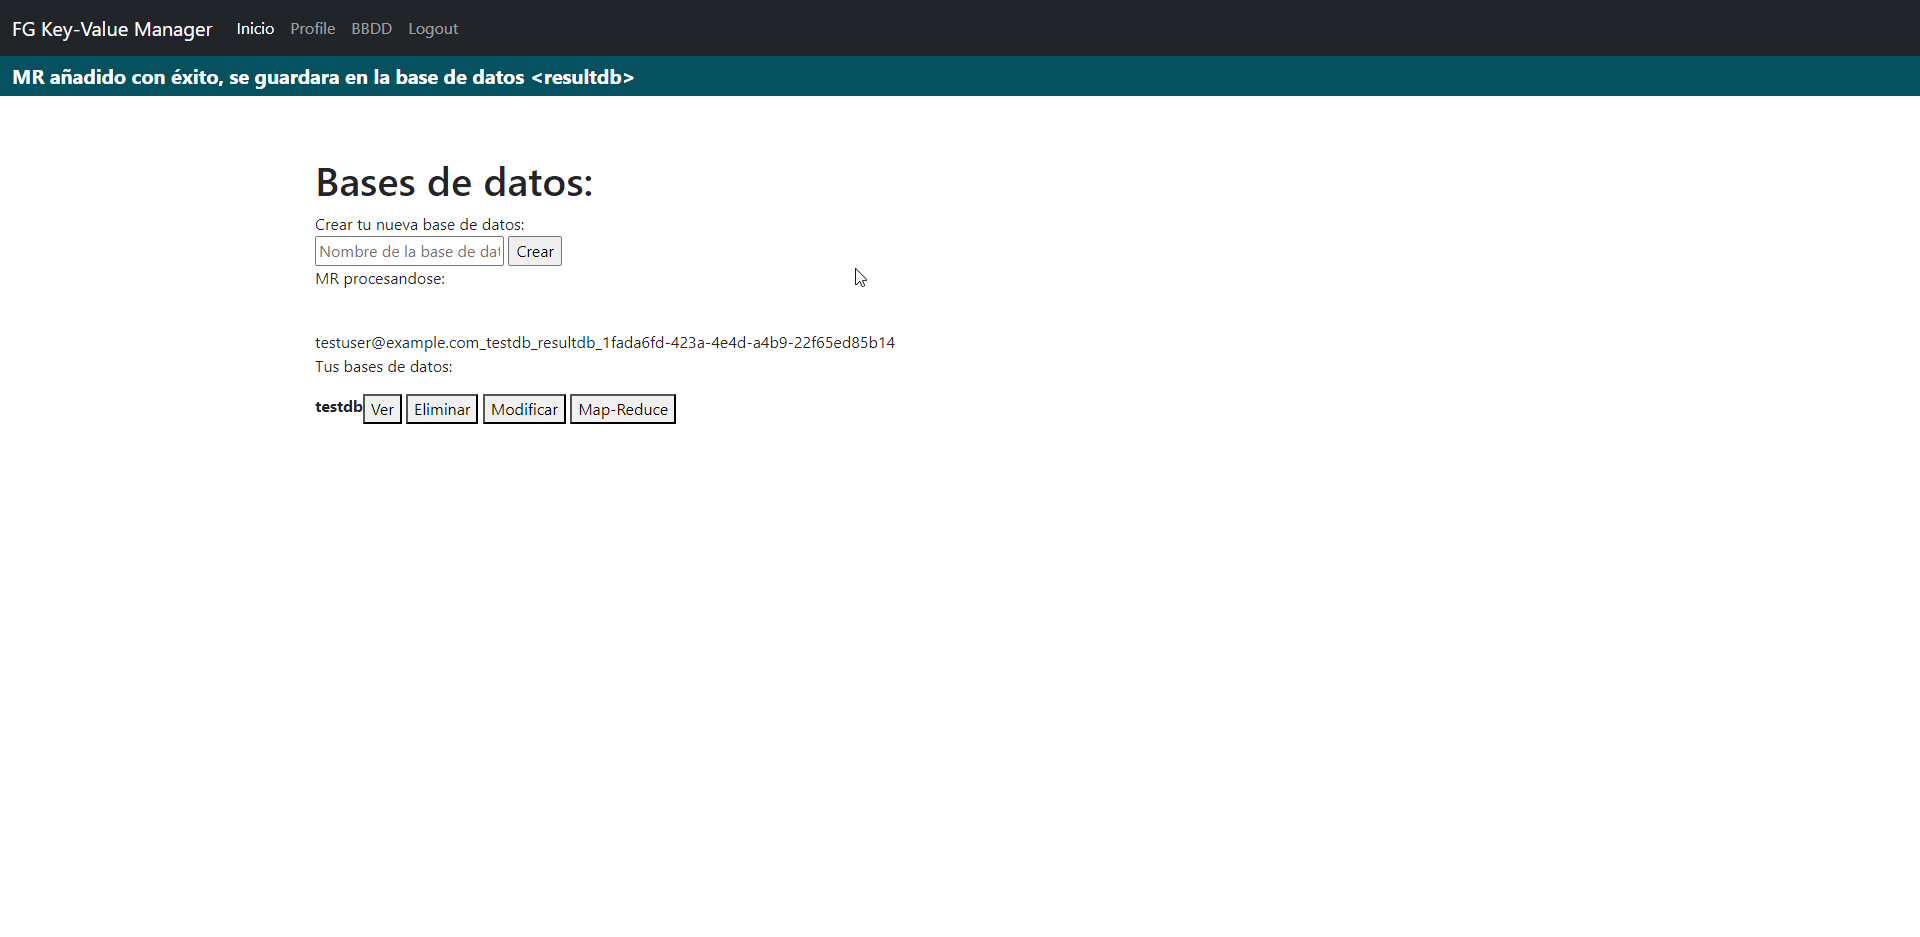 FG Key-Value Manager Inicio Profile BBDD Logout
MR añadido con éxito, se guardara en la base de datos <resultdb>
Bases de datos:
Crear tu nueva base de datos:
Nombre de la base de dat Crear
MR procesandose:
testuser@example.com_testdb_resultdb_1fada6fd-423a-4e4d-a4b9-22f65ed85b14
Tus bases de datos:
testdb Ver Eliminar Modificar Map-Reduce